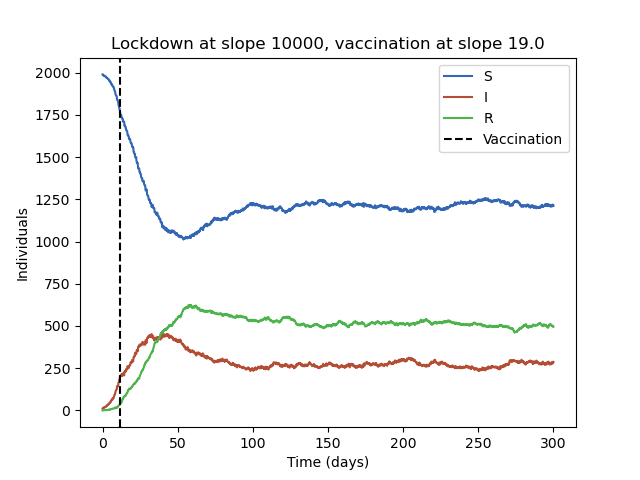 Lockdown at slope 10000, vaccination at slope 19.0
2000
1750
1500
1250
1000
750
500
250
0
Individuals
S
I
R
Vaccination
0 50 100 150 200 250 300
Time (days)